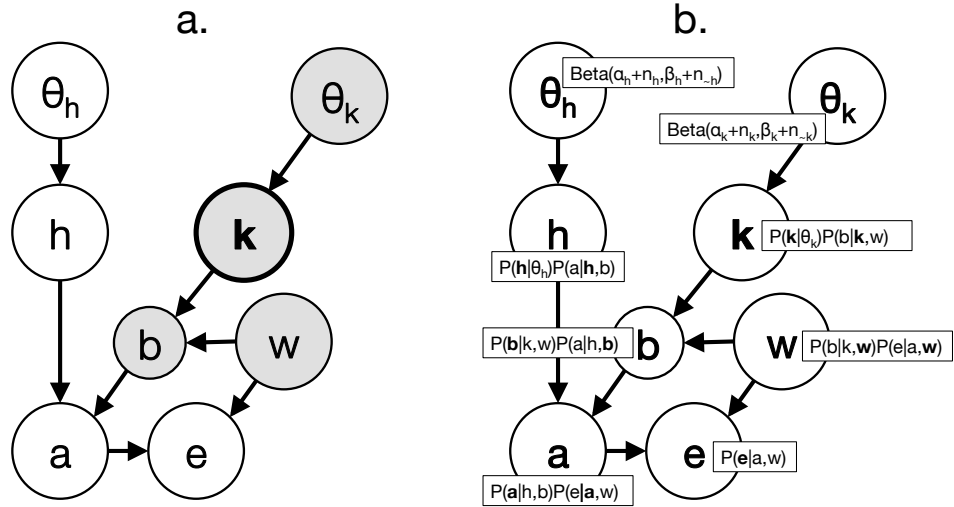 a.
θh
θk
h
k
b
w
a
e
b.
θh
Beta(αh+nh,βh+n~h)
θk
Beta(αk+nk,βk+n~k)
h
P(h|θh)P(a|h,b)
k
P(k|θk)P(b|k,w)
b
P(b|k,w)P(a|h,b)
w
P(b|k,w)P(e|a,w)
a
P(a|h,b)P(e|a,w)
e
P(e|a,w)